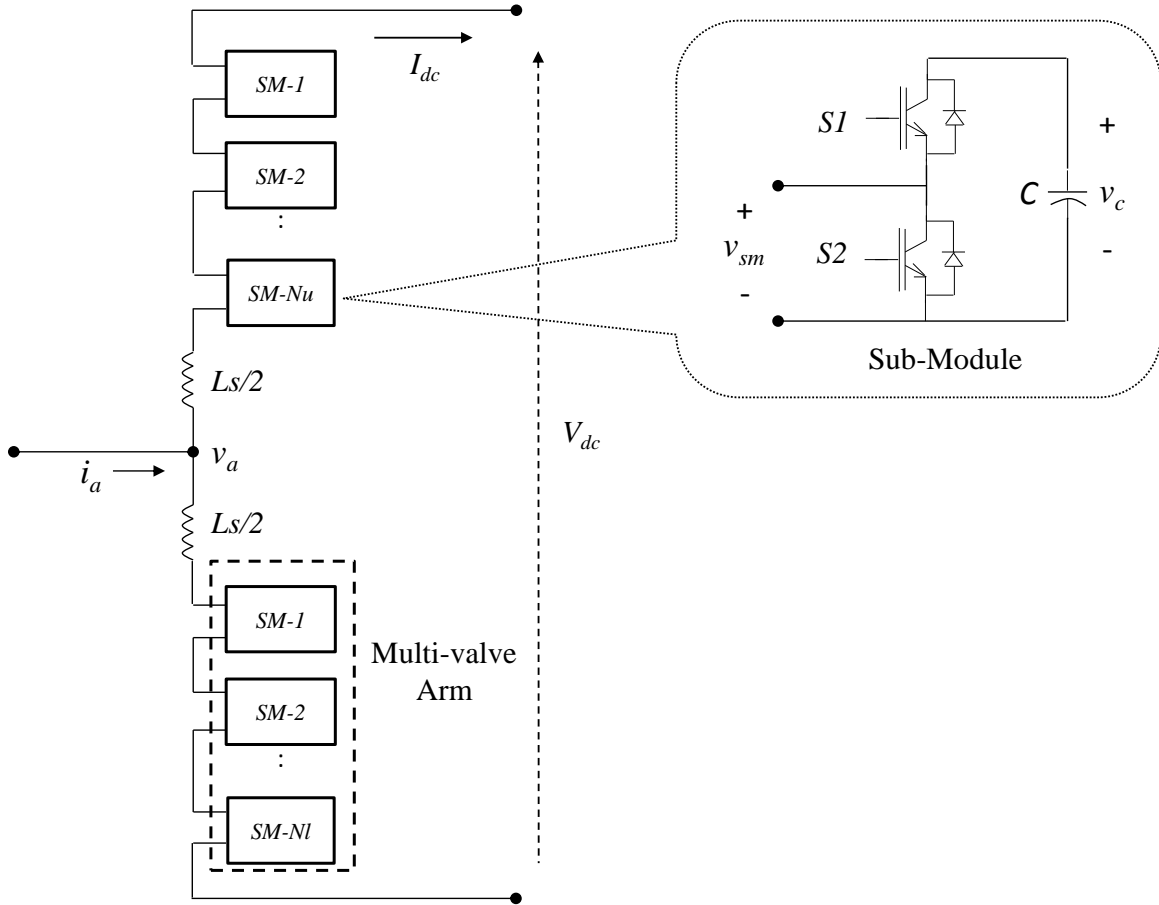 SM-1
I_dc
SM-2
⋮
SM-Nu
Ls/2
v_a
i_a
Ls/2
SM-1
SM-2
⋮
SM-Nl
Multi-valve
Arm
V_dc
S1
+
C
v_c
-
+
v_sm
-
S2
Sub-Module